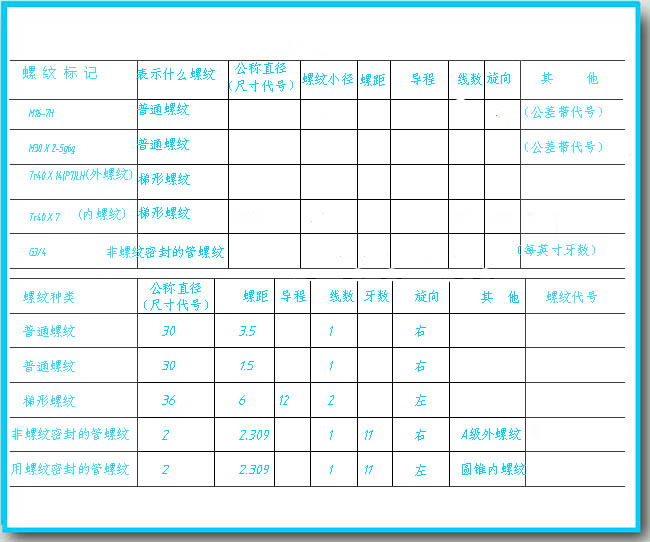 螺纹标记 表示什么螺纹 公称直径(尺寸代号) 螺纹小径 螺距 导程 线数 旋向 其 他
M16-7H 普通螺纹 (公差带代号)
M30×2-5g6g 普通螺纹 (公差带代号)
Tr40×14(P7)LH(外螺纹) 梯形螺纹
Tr40×7 (内螺纹) 梯形螺纹
G3/4 非螺纹密封的管螺纹 (每英寸牙数)
螺纹种类 公称直径(尺寸代号) 螺距 导程 线数 牙数 旋向 其 他 螺纹代号
普通螺纹 30 3.5 1 右
普通螺纹 30 1.5 1 右
梯形螺纹 36 6 12 2 左
非螺纹密封的管螺纹 2 2.309 1 11 右 A级外螺纹
用螺纹密封的管螺纹 2 2.309 1 11 左 圆锥内螺纹